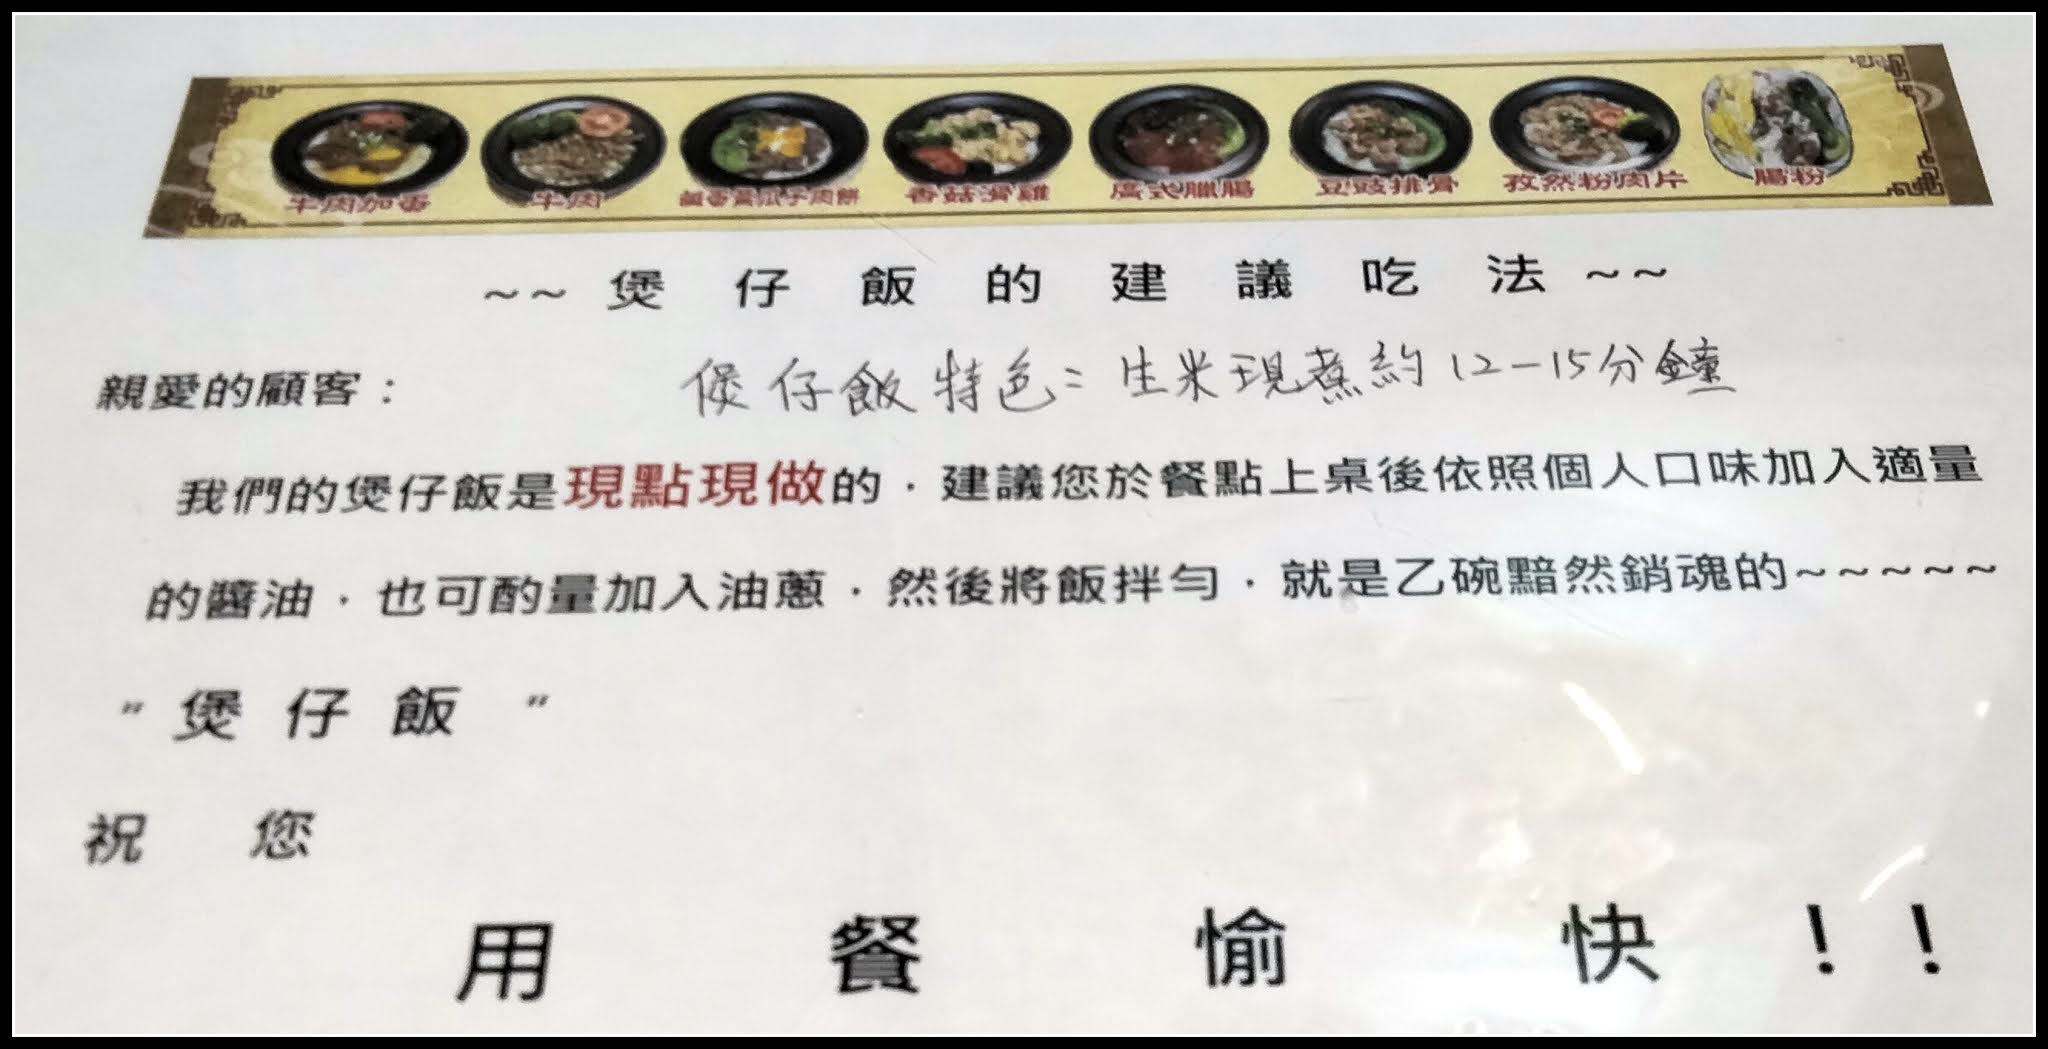 牛肉加蛋 牛肉 鹹蛋黃瓜子肉餅 香菇滑雞 廣式臘腸 豆豉排骨 孜然粉肉片 腸粉
~~煲仔飯的建議吃法~~
親愛的顧客：
煲仔飯特色：生米現煮約12-15分鐘
我們的煲仔飯是現點現做的，建議您於餐點上桌後依照個人口味加入適量
的醬油，也可酌量加入油蔥，然後將飯拌勻，就是乙碗黯然銷魂的~~~~~
"煲仔飯"
祝 您
用餐愉快！！